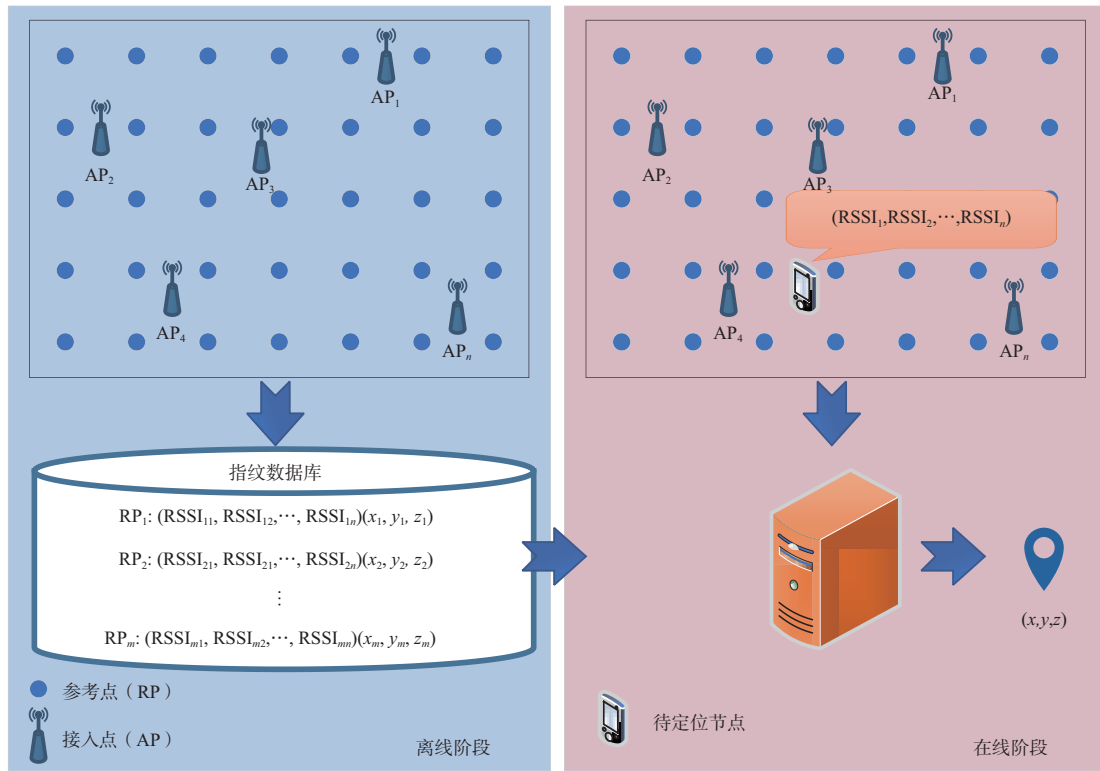 AP₁
AP₂
AP₃
AP₄
APₙ
指纹数据库
RP₁: (RSSI₁₁, RSSI₁₂,⋯, RSSI₁ₙ)(x₁, y₁, z₁)
RP₂: (RSSI₂₁, RSSI₂₁,⋯, RSSI₂ₙ)(x₂, y₂, z₂)
⋮
RPₘ: (RSSIₘ₁, RSSIₘ₂,⋯, RSSIₘₙ)(xₘ, yₘ, zₘ)
参考点（RP）
接入点（AP）
离线阶段
AP₁
AP₂
AP₃
(RSSI₁,RSSI₂,⋯,RSSIₙ)
AP₄
APₙ
(x,y,z)
待定位节点
在线阶段